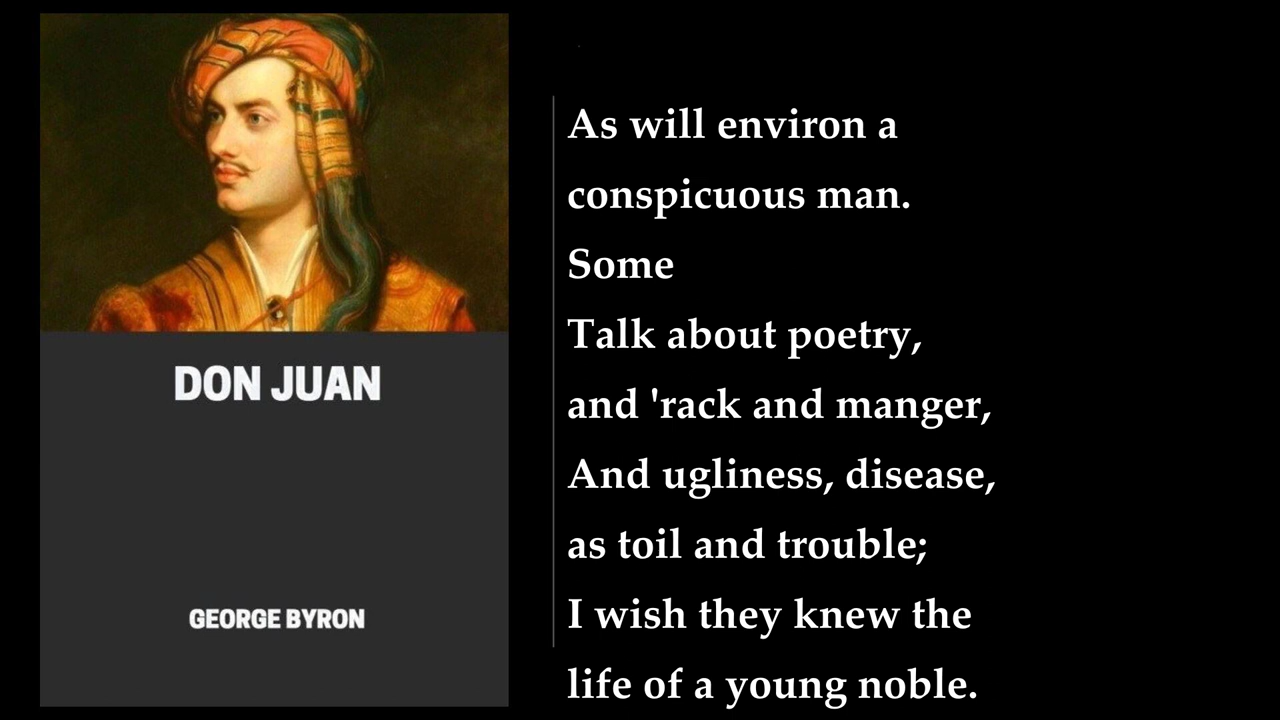 DON JUAN
GEORGE BYRON
As will environ a
conspicuous man.
Some
Talk about poetry,
and 'rack and manger,
And ugliness, disease,
as toil and trouble;
I wish they knew the
life of a young noble.